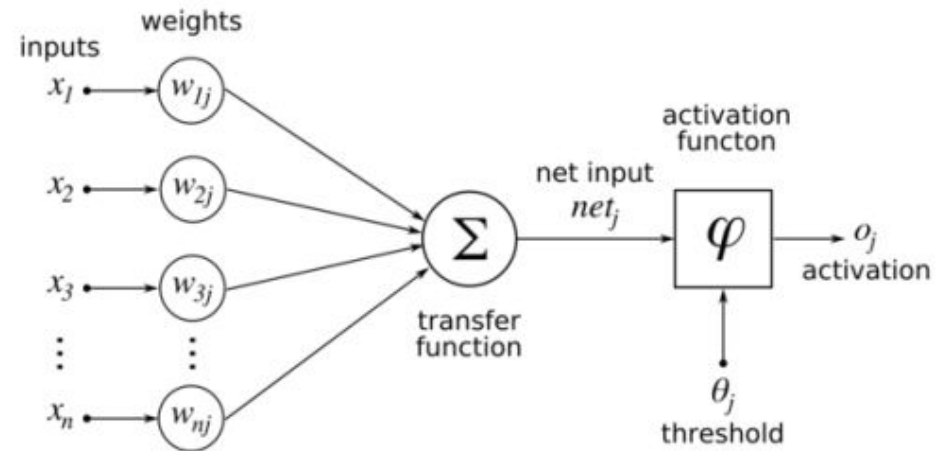 weights
inputs
x1
w1j
x2
w2j
x3
w3j
⋮ ⋮
xn
wnj
Σ
transfer
function
net input
netj
activation
functon
φ
oj
activation
θj
threshold